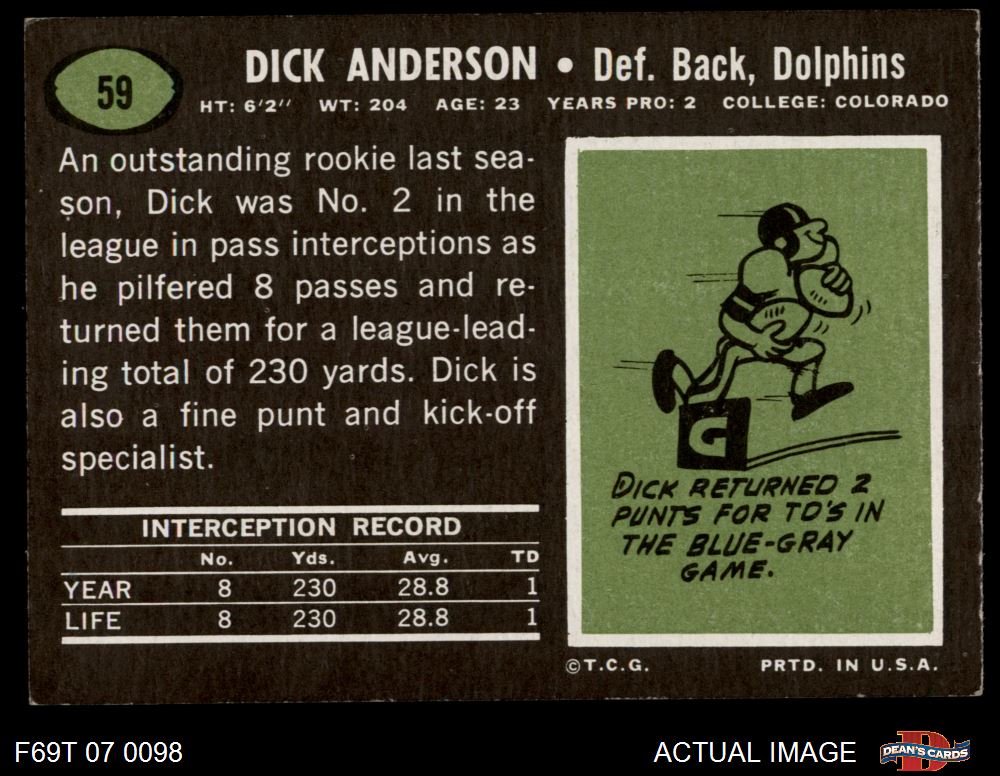 59
DICK ANDERSON • Def. Back, Dolphins
HT: 6'2" WT: 204 AGE: 23 YEARS PRO: 2 COLLEGE: COLORADO
An outstanding rookie last sea-
son, Dick was No. 2 in the
league in pass interceptions as
he pilfered 8 passes and re-
turned them for a league-lead-
ing total of 230 yards. Dick is
also a fine punt and kick-off
specialist.
INTERCEPTION RECORD
No. Yds. Avg. TD
YEAR 8 230 28.8 1
LIFE 8 230 28.8 1
G
DICK RETURNED 2
PUNTS FOR TD'S IN
THE BLUE-GRAY
GAME.
©T.C.G. PRTD. IN U.S.A.
F69T 07 0098
ACTUAL IMAGE
D
DEAN'S CARDS